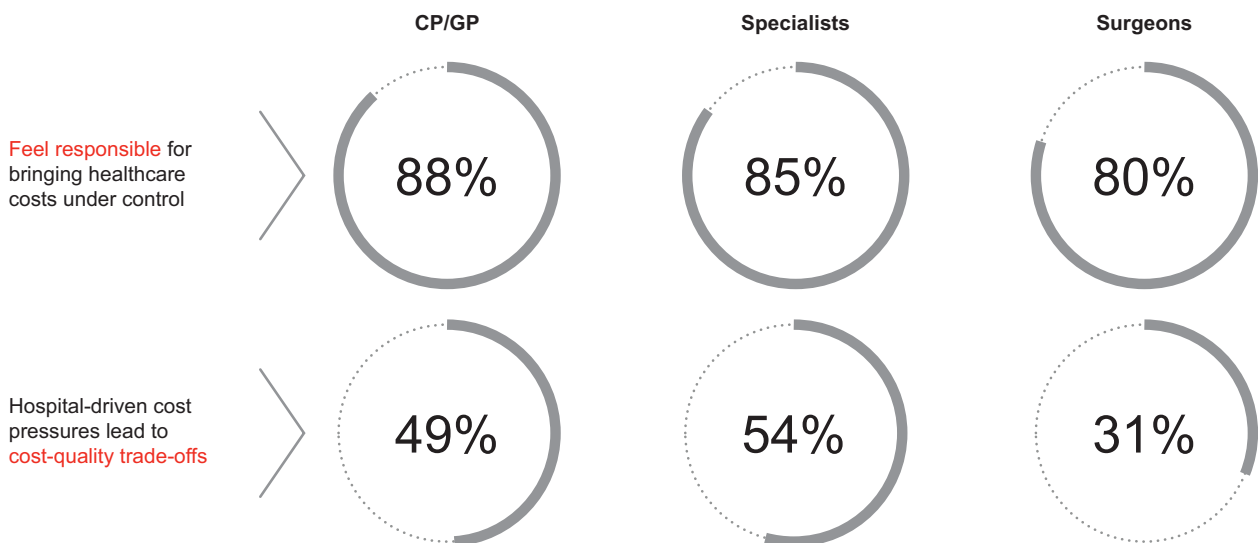 CP/GP
Specialists
Surgeons
Feel responsible for
bringing healthcare
costs under control
88%
85%
80%
Hospital-driven cost
pressures lead to
cost-quality trade-offs
49%
54%
31%